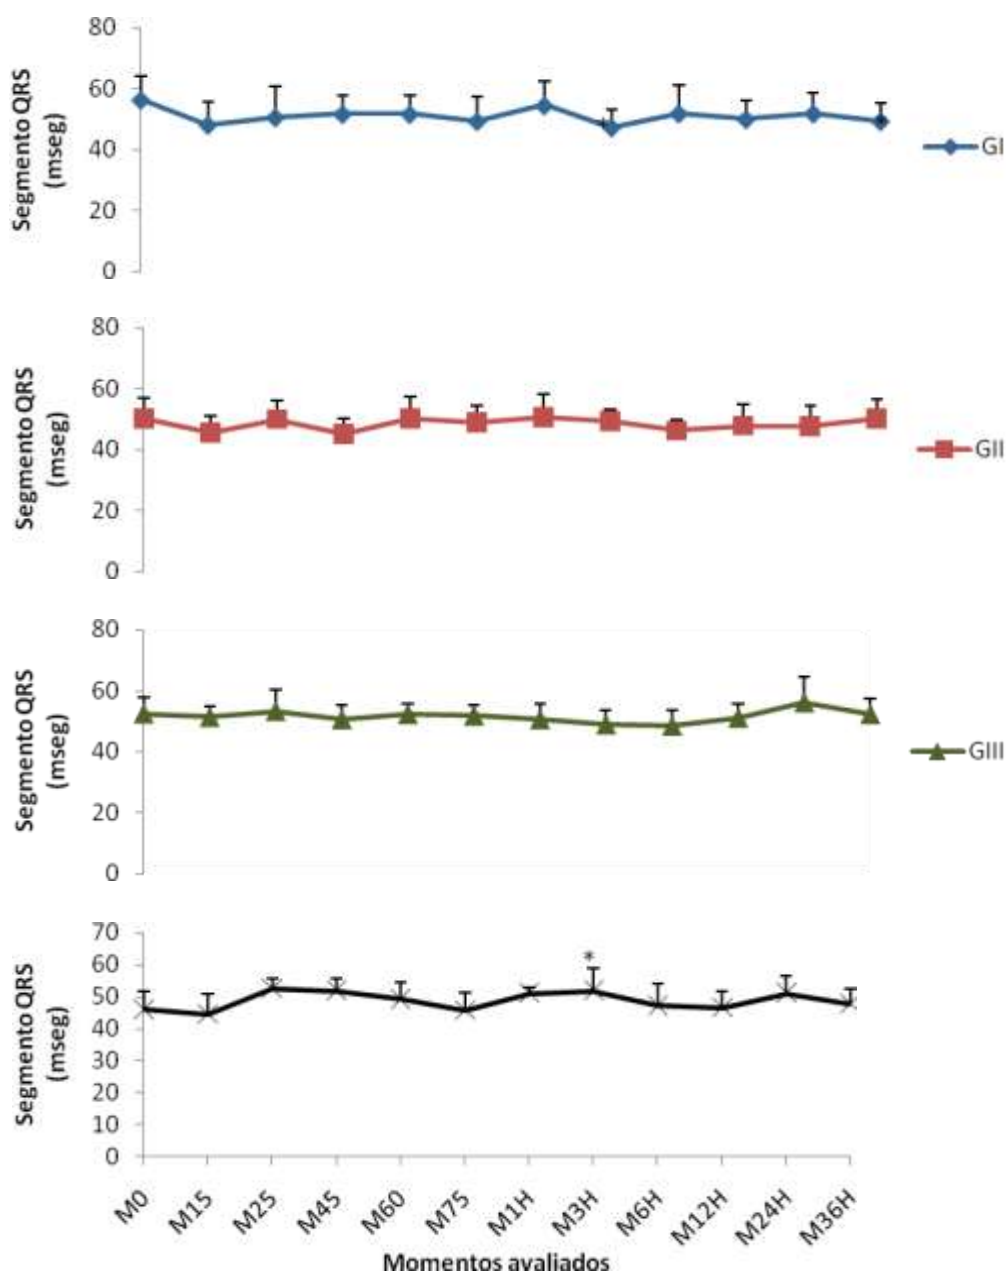 Segmento QRS
(mseg)
80
60
40
20
0
GI
Segmento QRS
(mseg)
80
60
40
20
0
GII
Segmento QRS
(mseg)
80
60
40
20
0
GIII
Segmento QRS
(mseg)
70
60
50
40
30
20
10
0
*
M0 M15 M25 M45 M60 M75 M1H M3H M6H M12H M24H M36H
Momentos avaliados